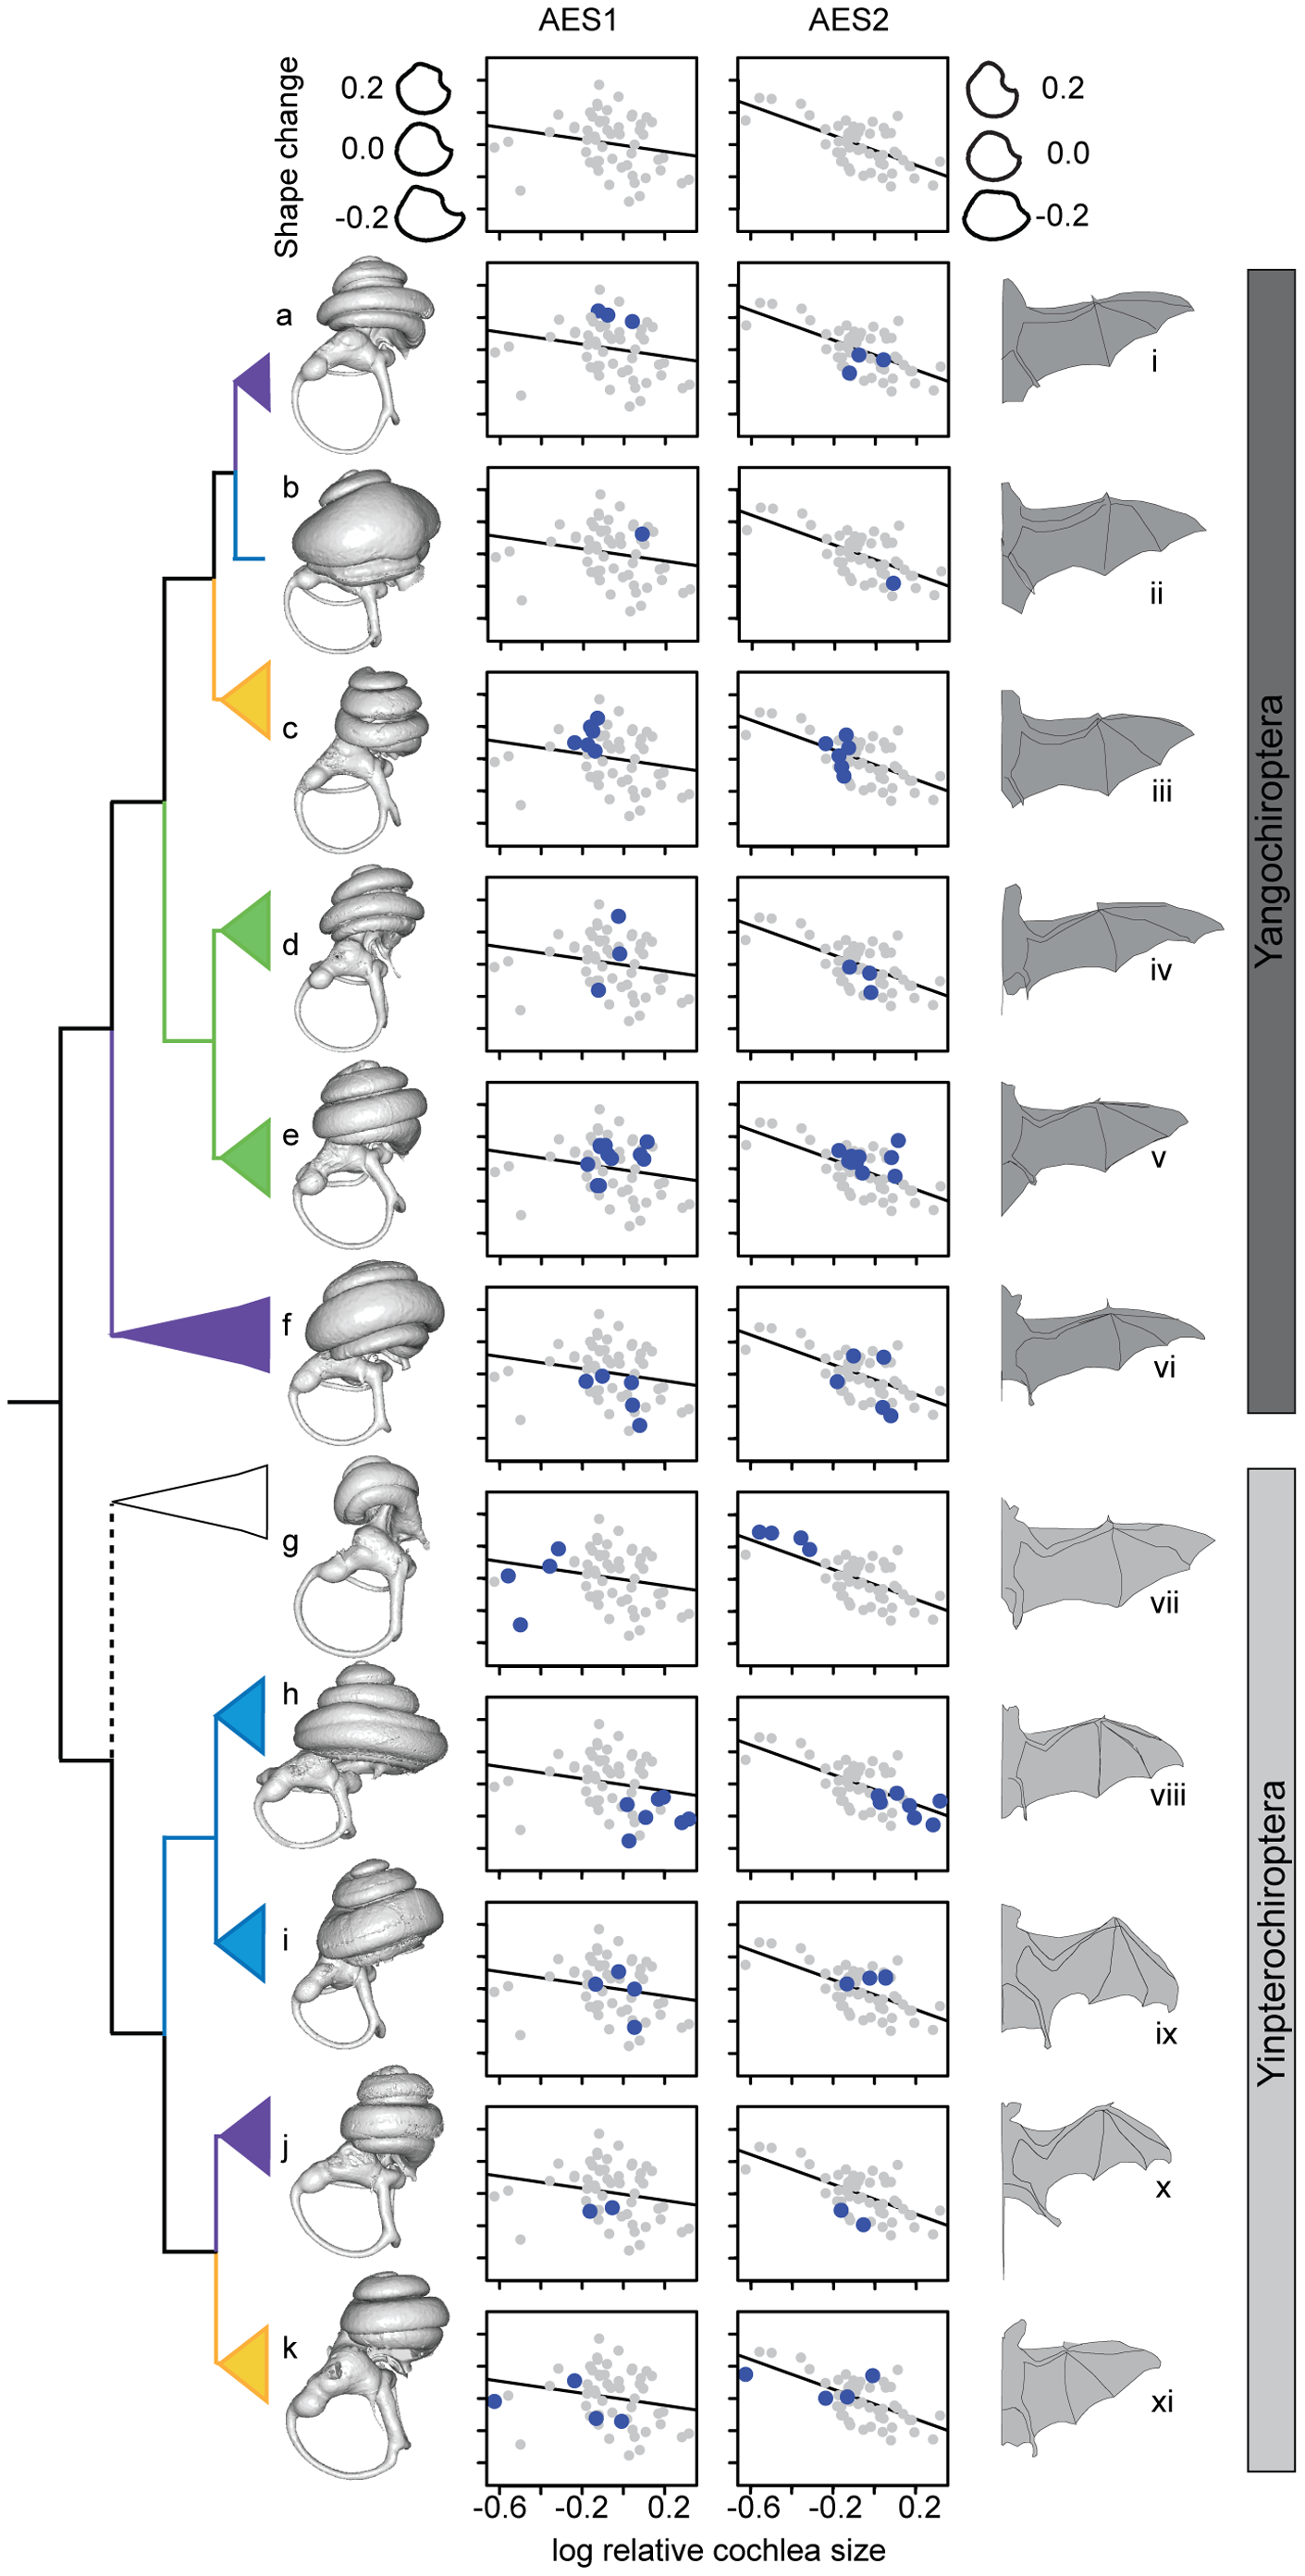 AES1 AES2
Shape change
0.2 0.2
0.0 0.0
-0.2 -0.2
a i
b ii
c iii
d iv
e v
f vi
g vii
h viii
i ix
j x
k xi
Yangochiroptera
Yinpterochiroptera
-0.6 -0.2 0.2 -0.6 -0.2 0.2
log relative cochlea size